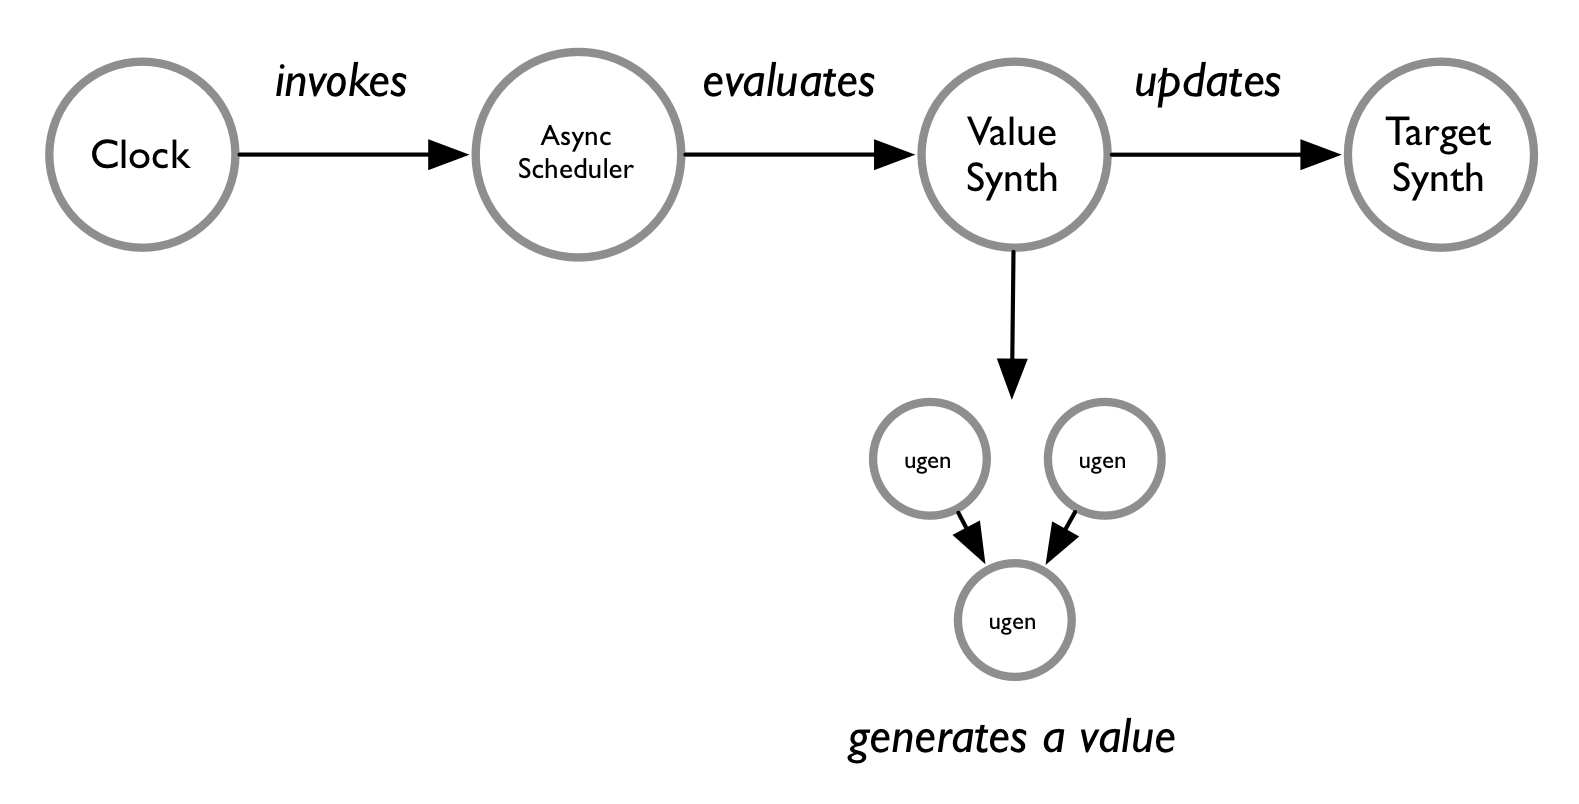 invokes
evaluates
updates
Clock
Async
Scheduler
Value
Synth
Target
Synth
ugen
ugen
ugen
generates a value